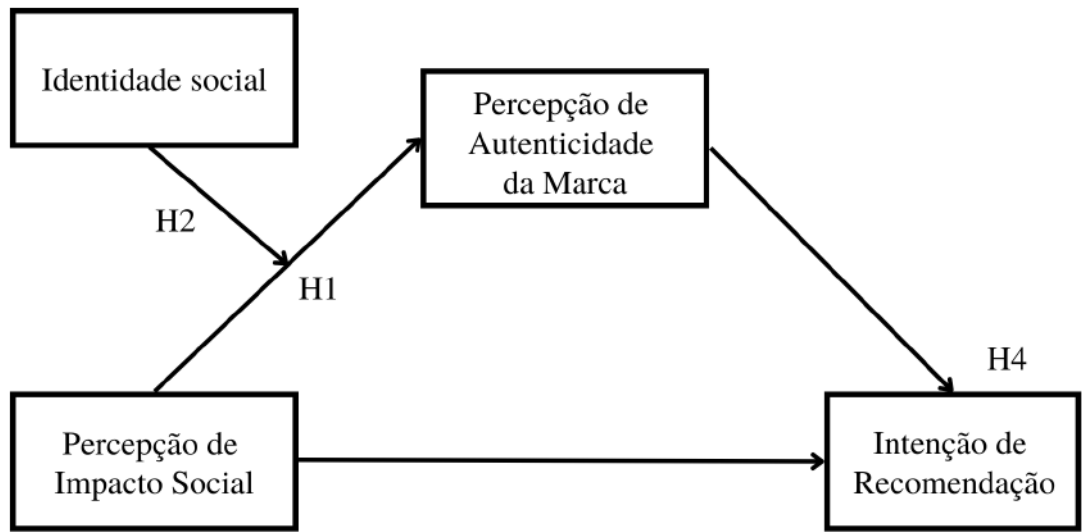 Identidade social
Percepção de
Autenticidade
da Marca
H2
H1
H4
Percepção de
Impacto Social
Intenção de
Recomendação